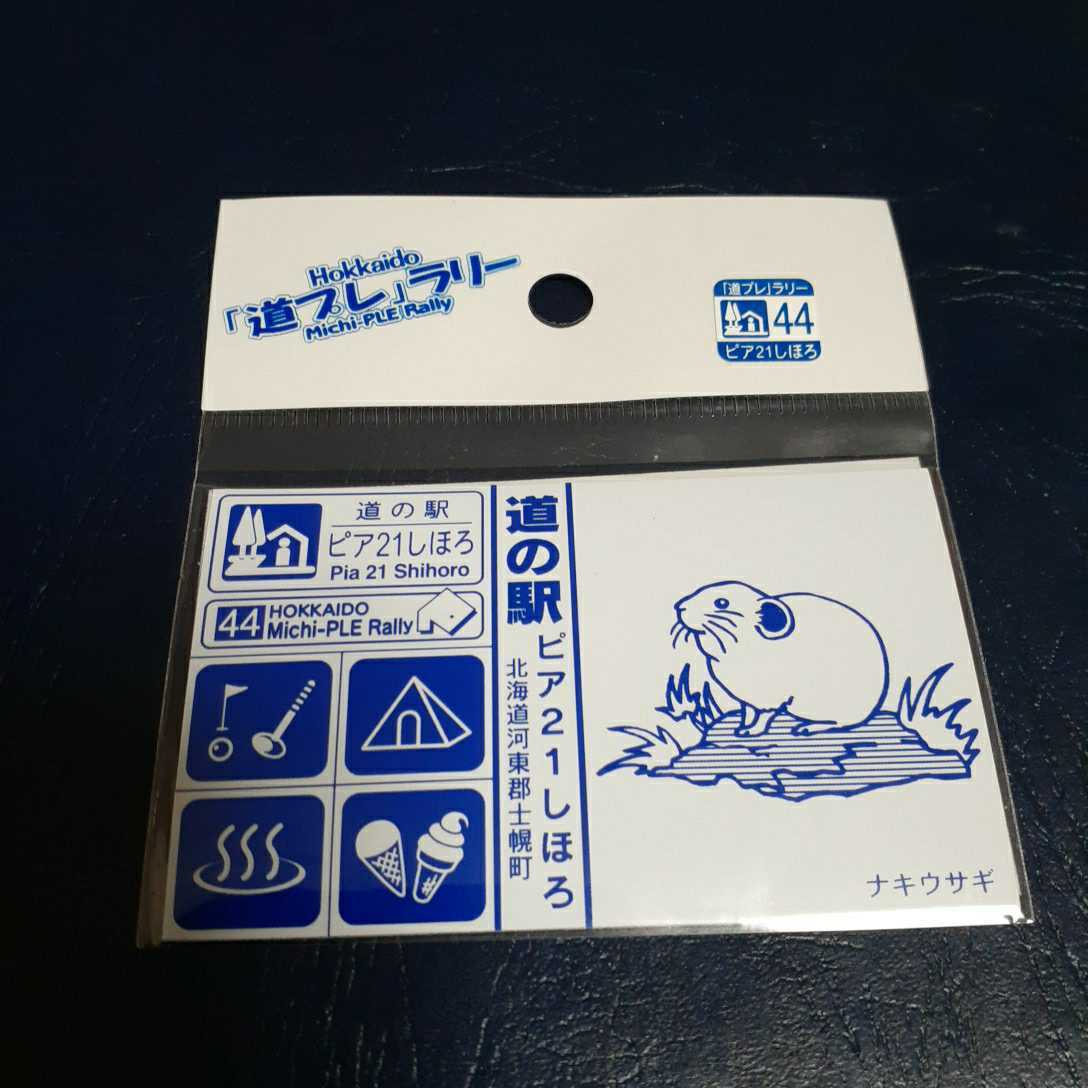 Hokkaido
「道プレ」ラリー
Michi-PLE Rally
「道プレ」ラリー
44
ピア21しほろ
道の駅
ピア21しほろ
Pia 21 Shihoro
44 HOKKAIDO
Michi-PLE Rally
道の駅ピア21しほろ
北海道河東郡士幌町
ナキウサギ